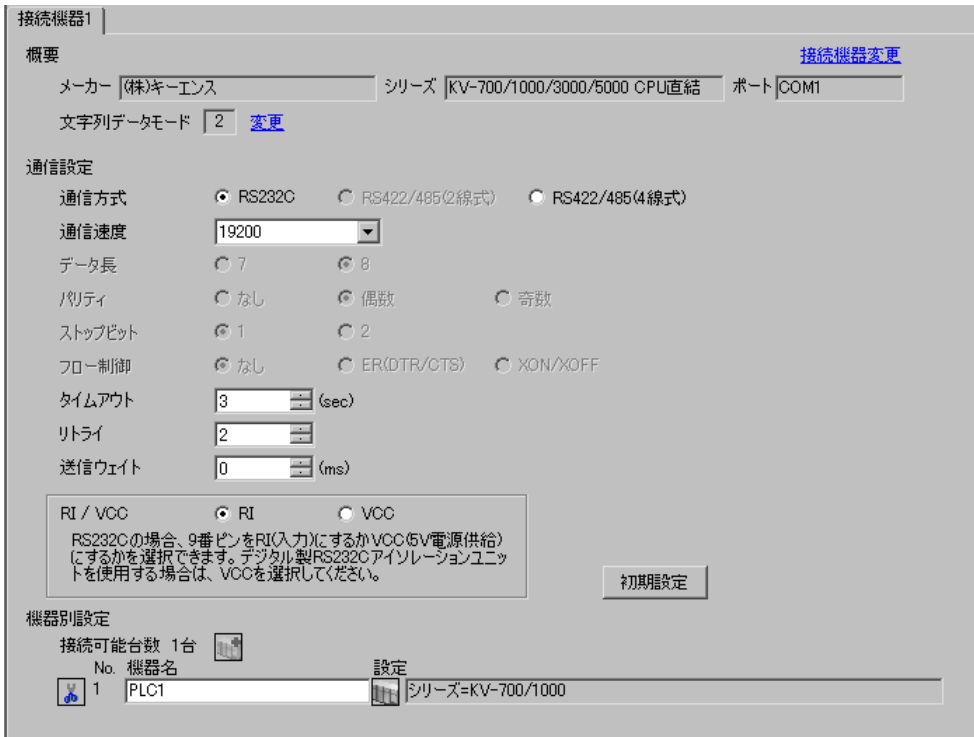 接続機器1
概要 接続機器変更
メーカー (株)キーエンス シリーズ KV-700/1000/3000/5000 CPU直結 ポート COM1
文字列データモード 2 変更
通信設定
通信方式 RS232C RS422/485(2線式) RS422/485(4線式)
通信速度 19200
データ長 7 8
パリティ なし 偶数 奇数
ストップビット 1 2
フロー制御 なし ER(DTR/CTS) XON/XOFF
タイムアウト 3 (sec)
リトライ 2
送信ウェイト 0 (ms)
RI / VCC RI VCC
RS232Cの場合、9番ピンをRI(入力)にするかVCC(5V電源供給)
にするかを選択できます。デジタル製RS232Cアイソレーションユニッ
トを使用する場合は、VCCを選択してください。
初期設定
機器別設定
接続可能台数 1台
No. 機器名 設定
1 PLC1 シリーズ=KV-700/1000